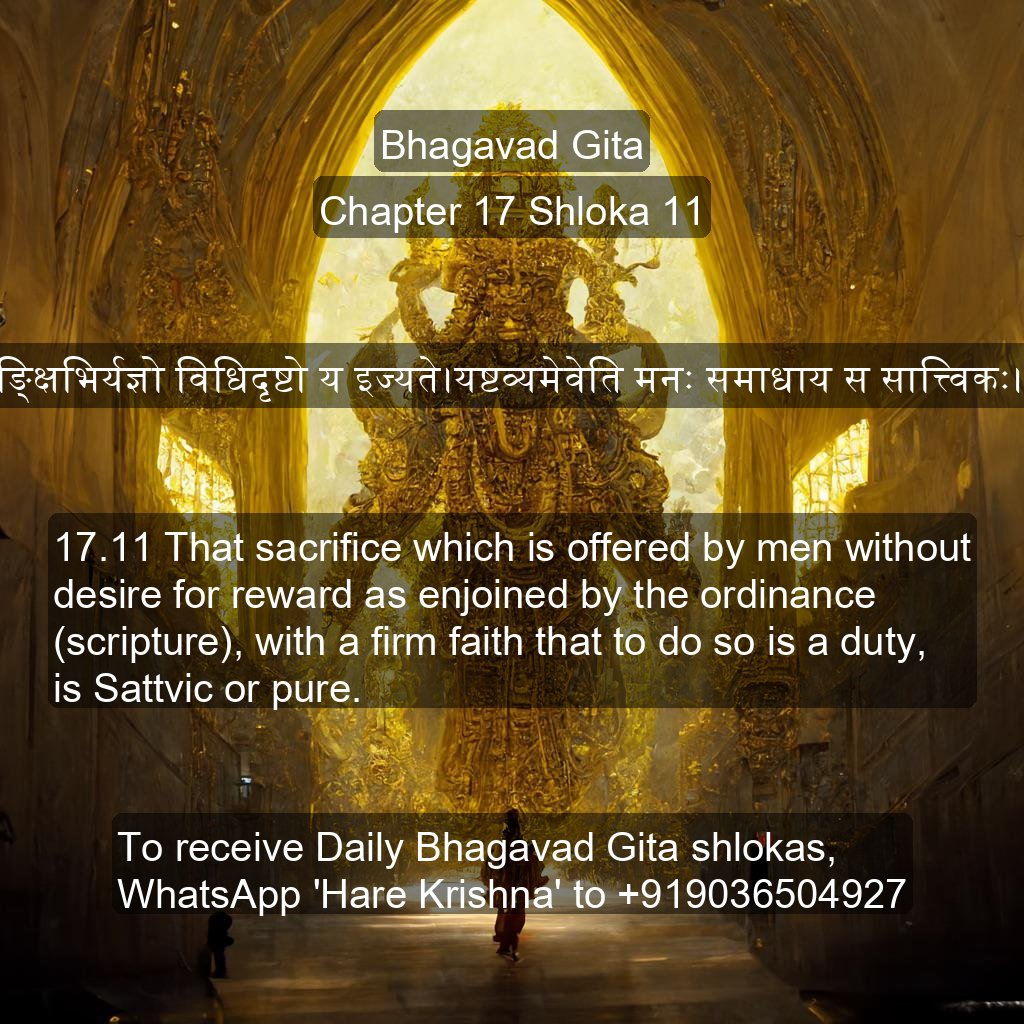 Bhagavad Gita
Chapter 17 Shloka 11
ङ्क्षिभिर्यज्ञो विधिदृष्टो य इज्यते।यष्टव्यमेवेति मनः समाधाय स सात्त्विकः।
17.11 That sacrifice which is offered by men without
desire for reward as enjoined by the ordinance
(scripture), with a firm faith that to do so is a duty,
is Sattvic or pure.
To receive Daily Bhagavad Gita shlokas,
WhatsApp 'Hare Krishna' to +919036504927